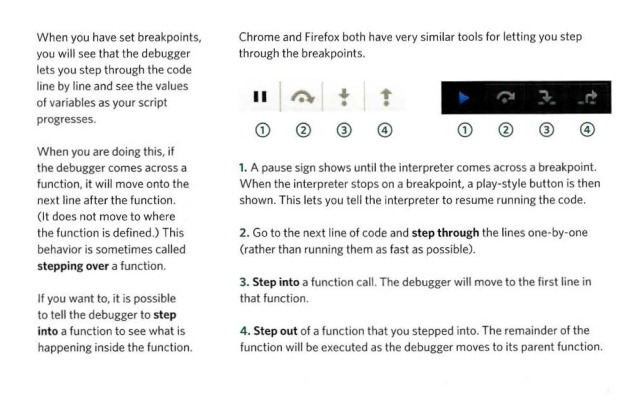 When you have set breakpoints,
you will see that the debugger
lets you step through the code
line by line and see the values
of variables as your script
progresses.
When you are doing this, if
the debugger comes across a
function, it will move onto the
next line after the function.
(It does not move to where
the function is defined.) This
behavior is sometimes called
stepping over a function.
If you want to, it is possible
to tell the debugger to step
into a function to see what is
happening inside the function.
Chrome and Firefox both have very similar tools for letting you step
through the breakpoints.
1 2 3 4 1 2 3 4
1. A pause sign shows until the interpreter comes across a breakpoint.
When the interpreter stops on a breakpoint, a play-style button is then
shown. This lets you tell the interpreter to resume running the code.
2. Go to the next line of code and step through the lines one-by-one
(rather than running them as fast as possible).
3. Step into a function call. The debugger will move to the first line in
that function.
4. Step out of a function that you stepped into. The remainder of the
function will be executed as the debugger moves to its parent function.